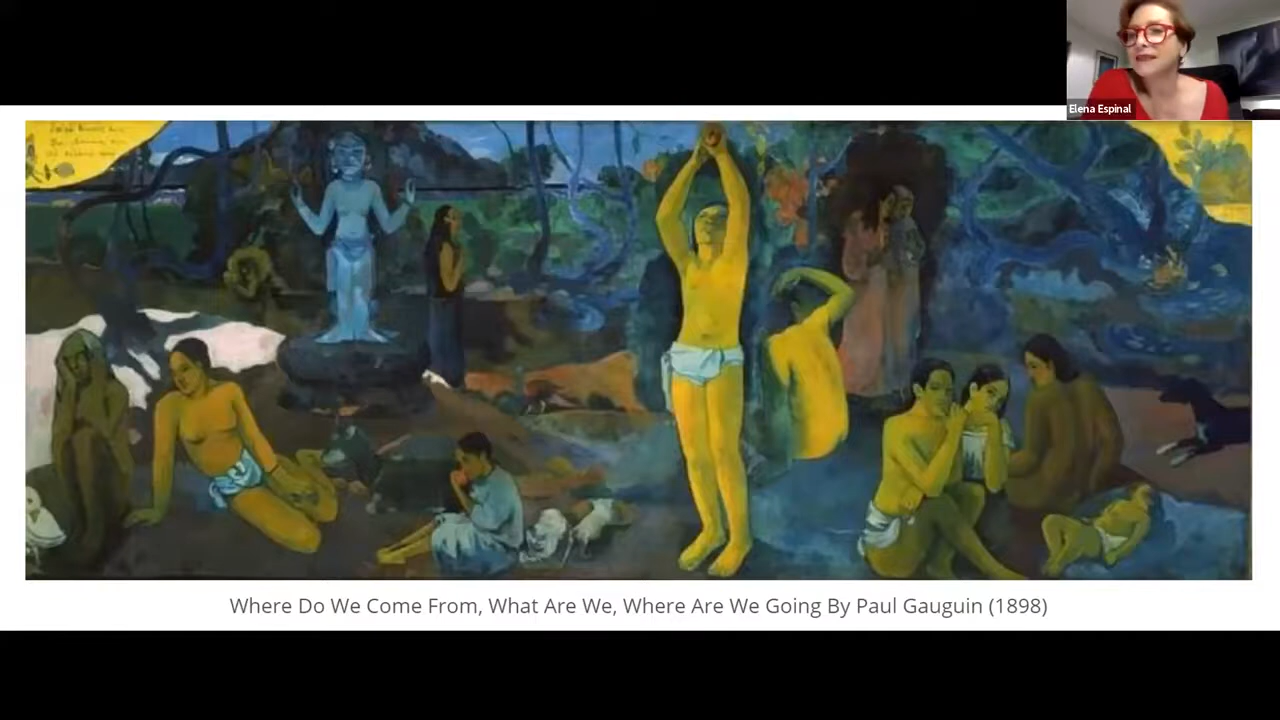 Elena Espinal
Where Do We Come From, What Are We, Where Are We Going By Paul Gauguin (1898)